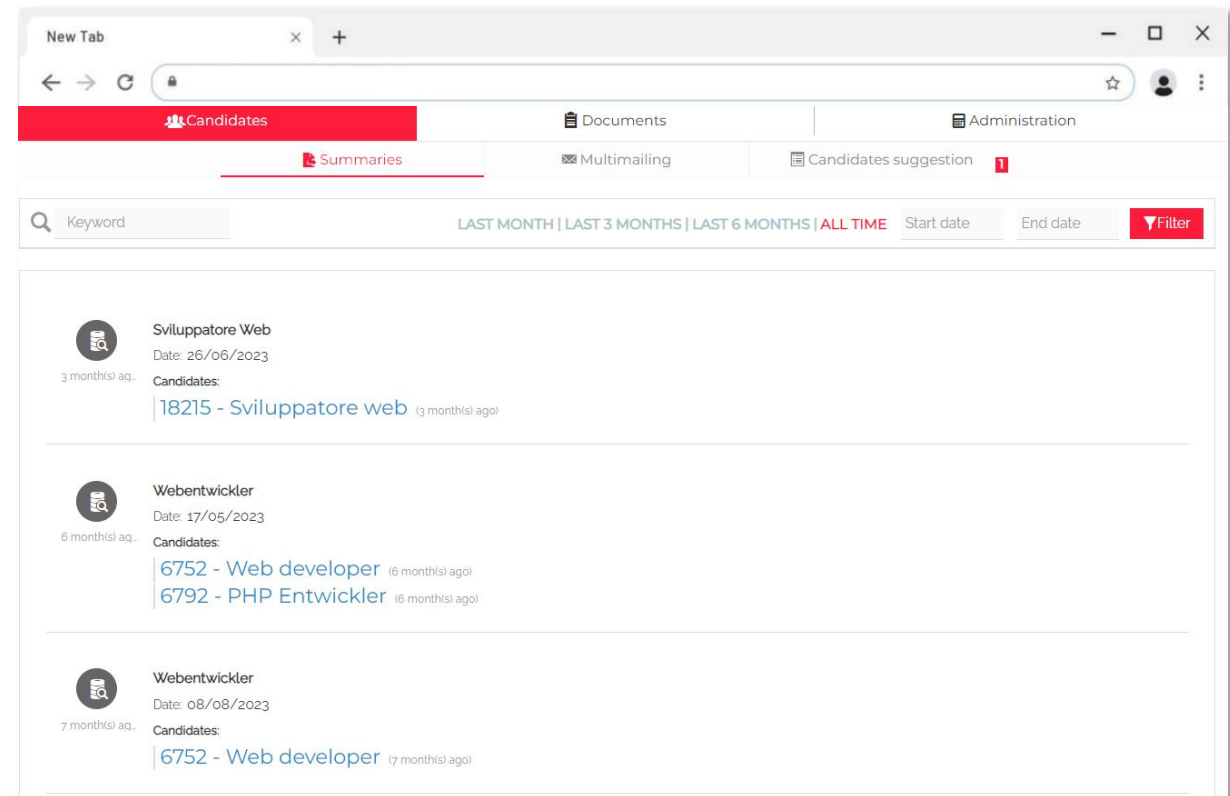 New Tab
Candidates Documents Administration
Summaries Multimailing Candidates suggestion 1
Keyword LAST MONTH | LAST 3 MONTHS | LAST 6 MONTHS | ALL TIME Start date End date Filter
Sviluppatore Web
Date: 26/06/2023
3 month(s) ag.. Candidates:
18215 - Sviluppatore web (3 month(s) ago)
Webentwickler
Date: 17/05/2023
6 month(s) ag.. Candidates:
6752 - Web developer (6 month(s) ago)
6792 - PHP Entwickler (6 month(s) ago)
Webentwickler
Date: 08/08/2023
7 month(s) ag.. Candidates:
6752 - Web developer (7 month(s) ago)